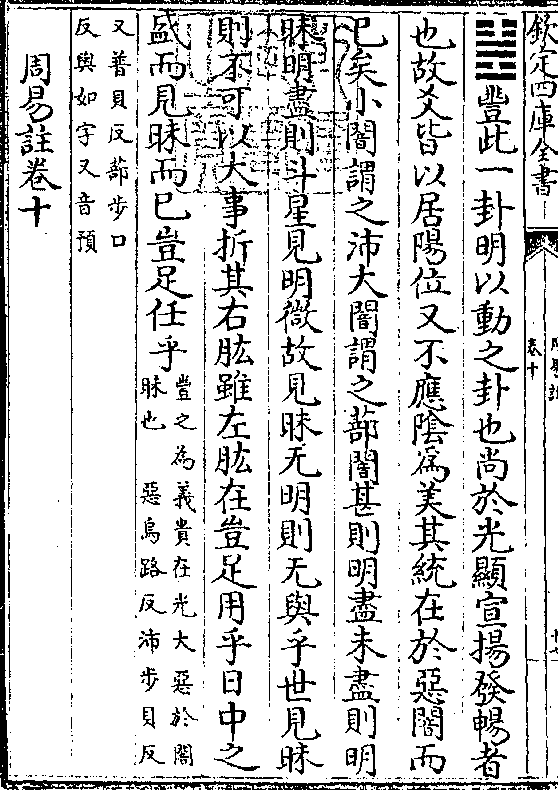 欽定四庫全書
卷十
䷶豐此一卦明以動之卦也尚於光顯宣揚發暢者
也故爻皆以居陽位又不應陰為美其統在於惡闇而
已矣小闇謂之沛大闇謂之蔀闇甚則明盡未盡則明
昧明盡則斗星見明微故見昧无明則无與乎世見昧
則不可以大事折其右肱雖左肱在豈足用乎日中之
盛而見昧而已豈足任乎
豐之為義貴在光大惡於闇
昧也 惡烏路反沛步貝反
又普貝反蔀步口
反與如字又音預
周易註卷十